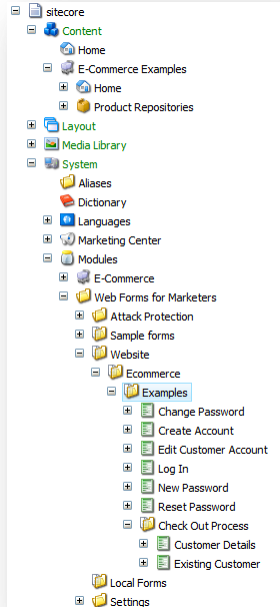 sitecore
Content
Home
E-Commerce Examples
Home
Product Repositories
Layout
Media Library
System
Aliases
Dictionary
Languages
Marketing Center
Modules
E-Commerce
Web Forms for Marketers
Attack Protection
Sample forms
Website
Ecommerce
Examples
Change Password
Create Account
Edit Customer Account
Log In
New Password
Reset Password
Check Out Process
Customer Details
Existing Customer
Local Forms
Settings